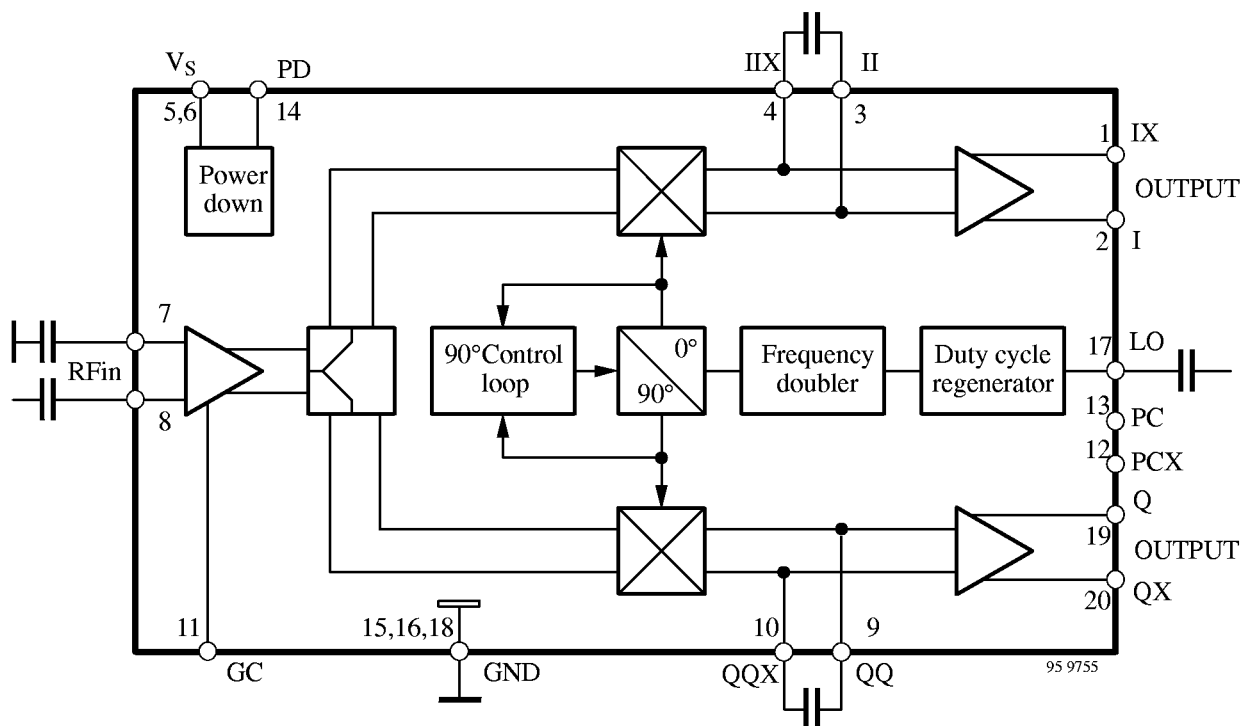 VS PD IIX II
5,6 14 4 3
1 IX
Power
down
OUTPUT
2 I
7
RFin
8
90°Control
loop
0°
90°
Frequency
doubler
Duty cycle
regenerator
17 LO
13 PC
12 PCX
Q
19
OUTPUT
20 QX
11 15,16,18 10 9
GC GND QQX QQ
95 9755